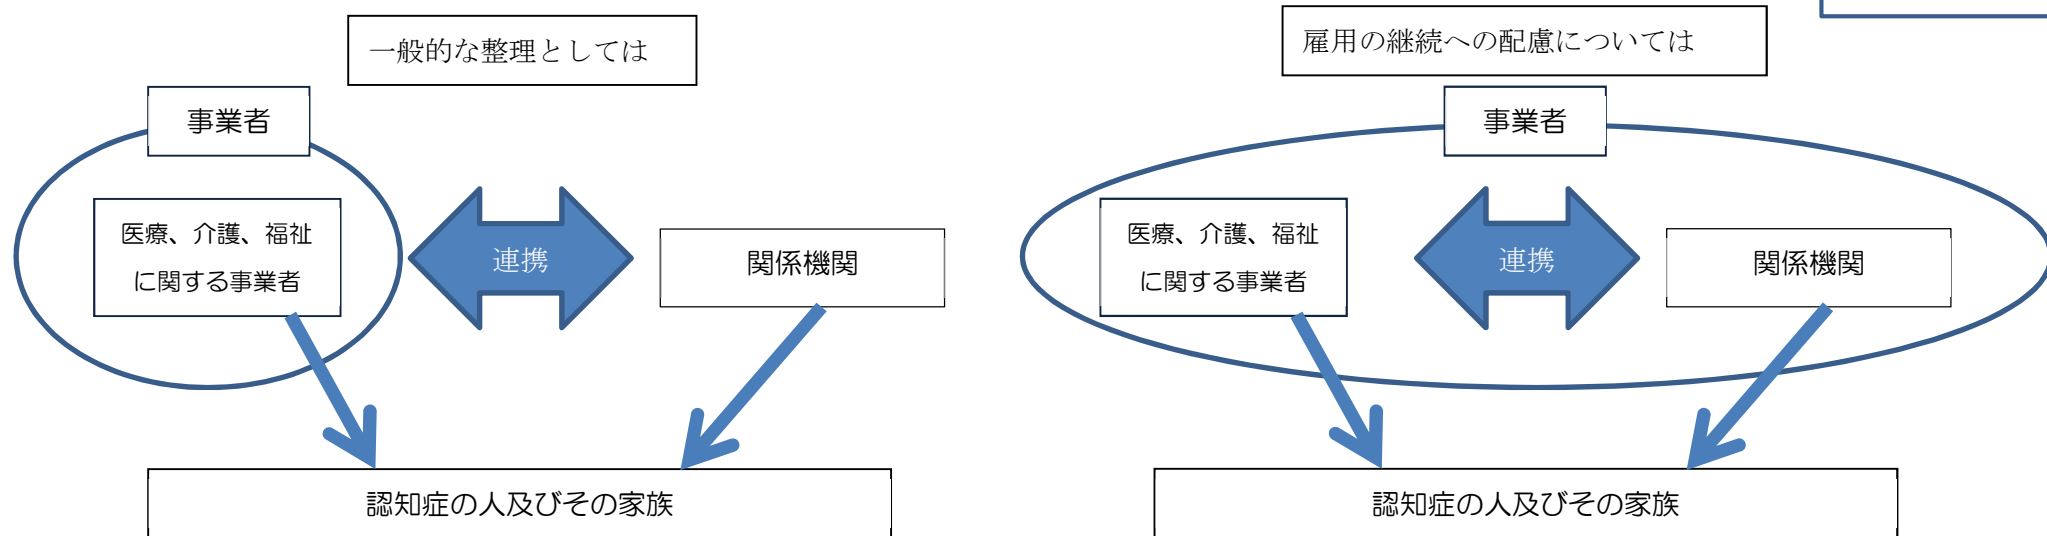 一般的な整理としては
事業者
医療、介護、福祉
に関する事業者
連携
関係機関
認知症の人及びその家族
雇用の継続への配慮については
事業者
医療、介護、福祉
に関する事業者
連携
関係機関
認知症の人及びその家族